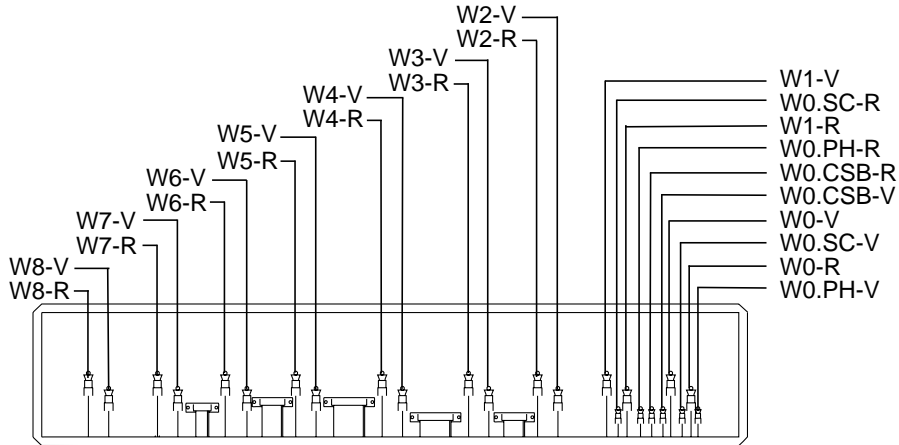 W2-V
W2-R
W3-V
W3-R
W4-V
W4-R
W5-V
W5-R
W6-V
W6-R
W7-V
W7-R
W8-V
W8-R
W1-V
W0.SC-R
W1-R
W0.PH-R
W0.CSB-R
W0.CSB-V
W0-V
W0.SC-V
W0-R
W0.PH-V